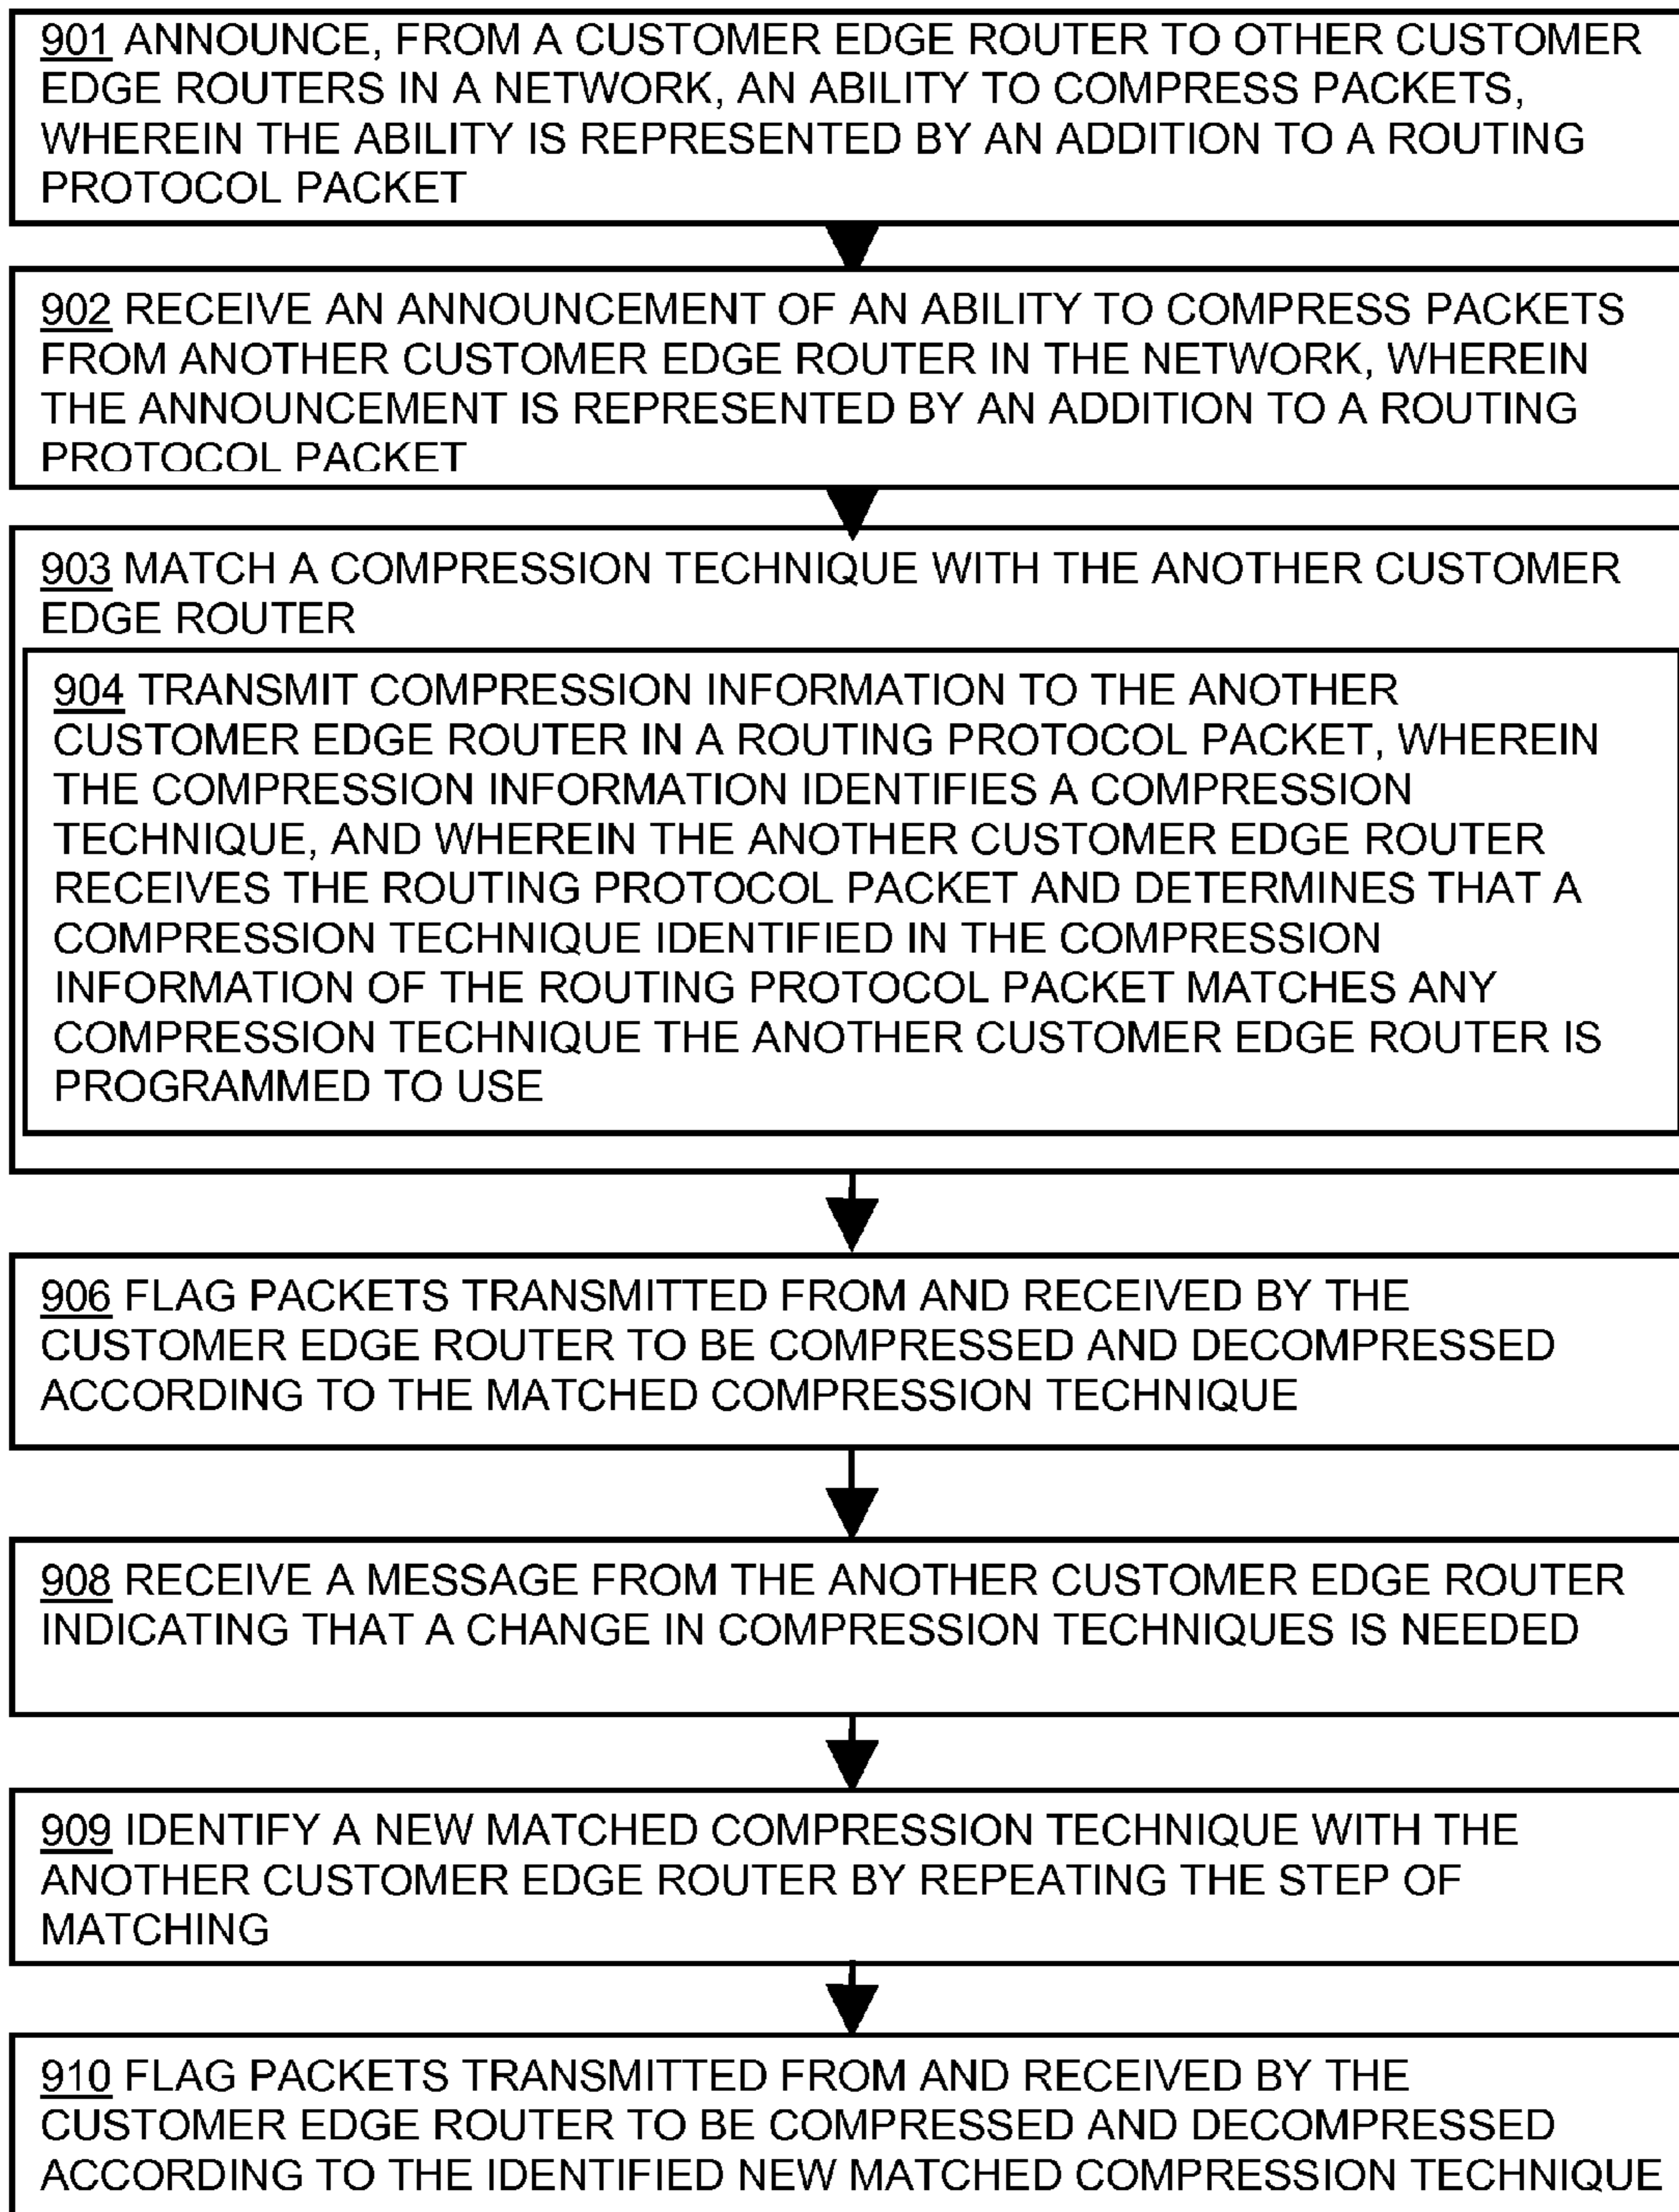 901 ANNOUNCE, FROM A CUSTOMER EDGE ROUTER TO OTHER CUSTOMER
EDGE ROUTERS IN A NETWORK, AN ABILITY TO COMPRESS PACKETS,
WHEREIN THE ABILITY IS REPRESENTED BY AN ADDITION TO A ROUTING
PROTOCOL PACKET
902 RECEIVE AN ANNOUNCEMENT OF AN ABILITY TO COMPRESS PACKETS
FROM ANOTHER CUSTOMER EDGE ROUTER IN THE NETWORK, WHEREIN
THE ANNOUNCEMENT IS REPRESENTED BY AN ADDITION TO A ROUTING
PROTOCOL PACKET
903 MATCH A COMPRESSION TECHNIQUE WITH THE ANOTHER CUSTOMER
EDGE ROUTER
904 TRANSMIT COMPRESSION INFORMATION TO THE ANOTHER
CUSTOMER EDGE ROUTER IN A ROUTING PROTOCOL PACKET, WHEREIN
THE COMPRESSION INFORMATION IDENTIFIES A COMPRESSION
TECHNIQUE, AND WHEREIN THE ANOTHER CUSTOMER EDGE ROUTER
RECEIVES THE ROUTING PROTOCOL PACKET AND DETERMINES THAT A
COMPRESSION TECHNIQUE IDENTIFIED IN THE COMPRESSION
INFORMATION OF THE ROUTING PROTOCOL PACKET MATCHES ANY
COMPRESSION TECHNIQUE THE ANOTHER CUSTOMER EDGE ROUTER IS
PROGRAMMED TO USE
906 FLAG PACKETS TRANSMITTED FROM AND RECEIVED BY THE
CUSTOMER EDGE ROUTER TO BE COMPRESSED AND DECOMPRESSED
ACCORDING TO THE MATCHED COMPRESSION TECHNIQUE
908 RECEIVE A MESSAGE FROM THE ANOTHER CUSTOMER EDGE ROUTER
INDICATING THAT A CHANGE IN COMPRESSION TECHNIQUES IS NEEDED
909 IDENTIFY A NEW MATCHED COMPRESSION TECHNIQUE WITH THE
ANOTHER CUSTOMER EDGE ROUTER BY REPEATING THE STEP OF
MATCHING
910 FLAG PACKETS TRANSMITTED FROM AND RECEIVED BY THE
CUSTOMER EDGE ROUTER TO BE COMPRESSED AND DECOMPRESSED
ACCORDING TO THE IDENTIFIED NEW MATCHED COMPRESSION TECHNIQUE